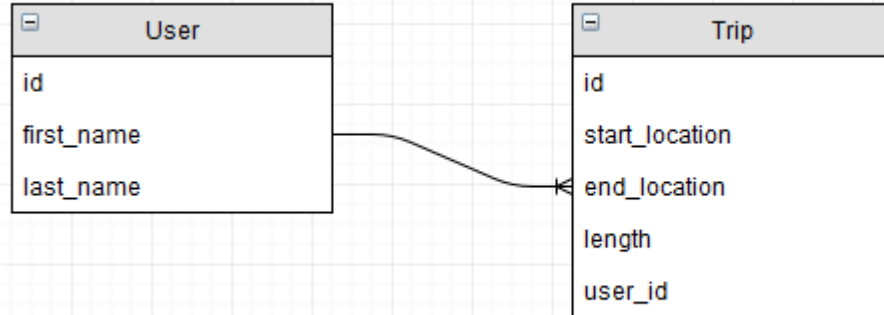 User
id
first_name
last_name
Trip
id
start_location
end_location
length
user_id